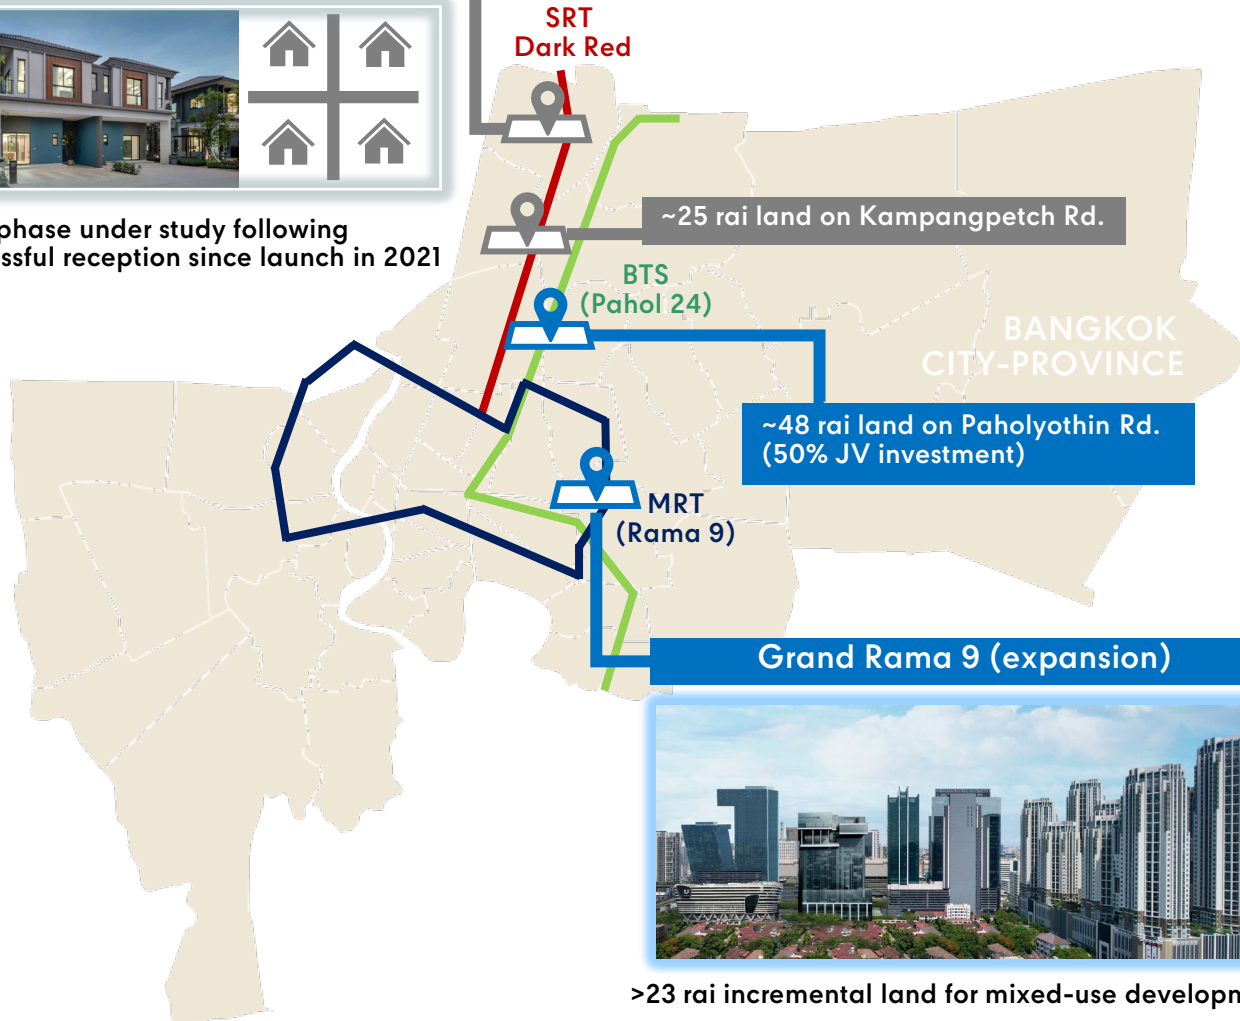 SRT
Dark Red
phase under study following
ssful reception since launch in 2021
~25 rai land on Kampangpetch Rd.
BTS
(Pahol 24)
BANGKOK
CITY-PROVINCE
~48 rai land on Paholyothin Rd.
(50% JV investment)
MRT
(Rama 9)
Grand Rama 9 (expansion)
>23 rai incremental land for mixed-use developm